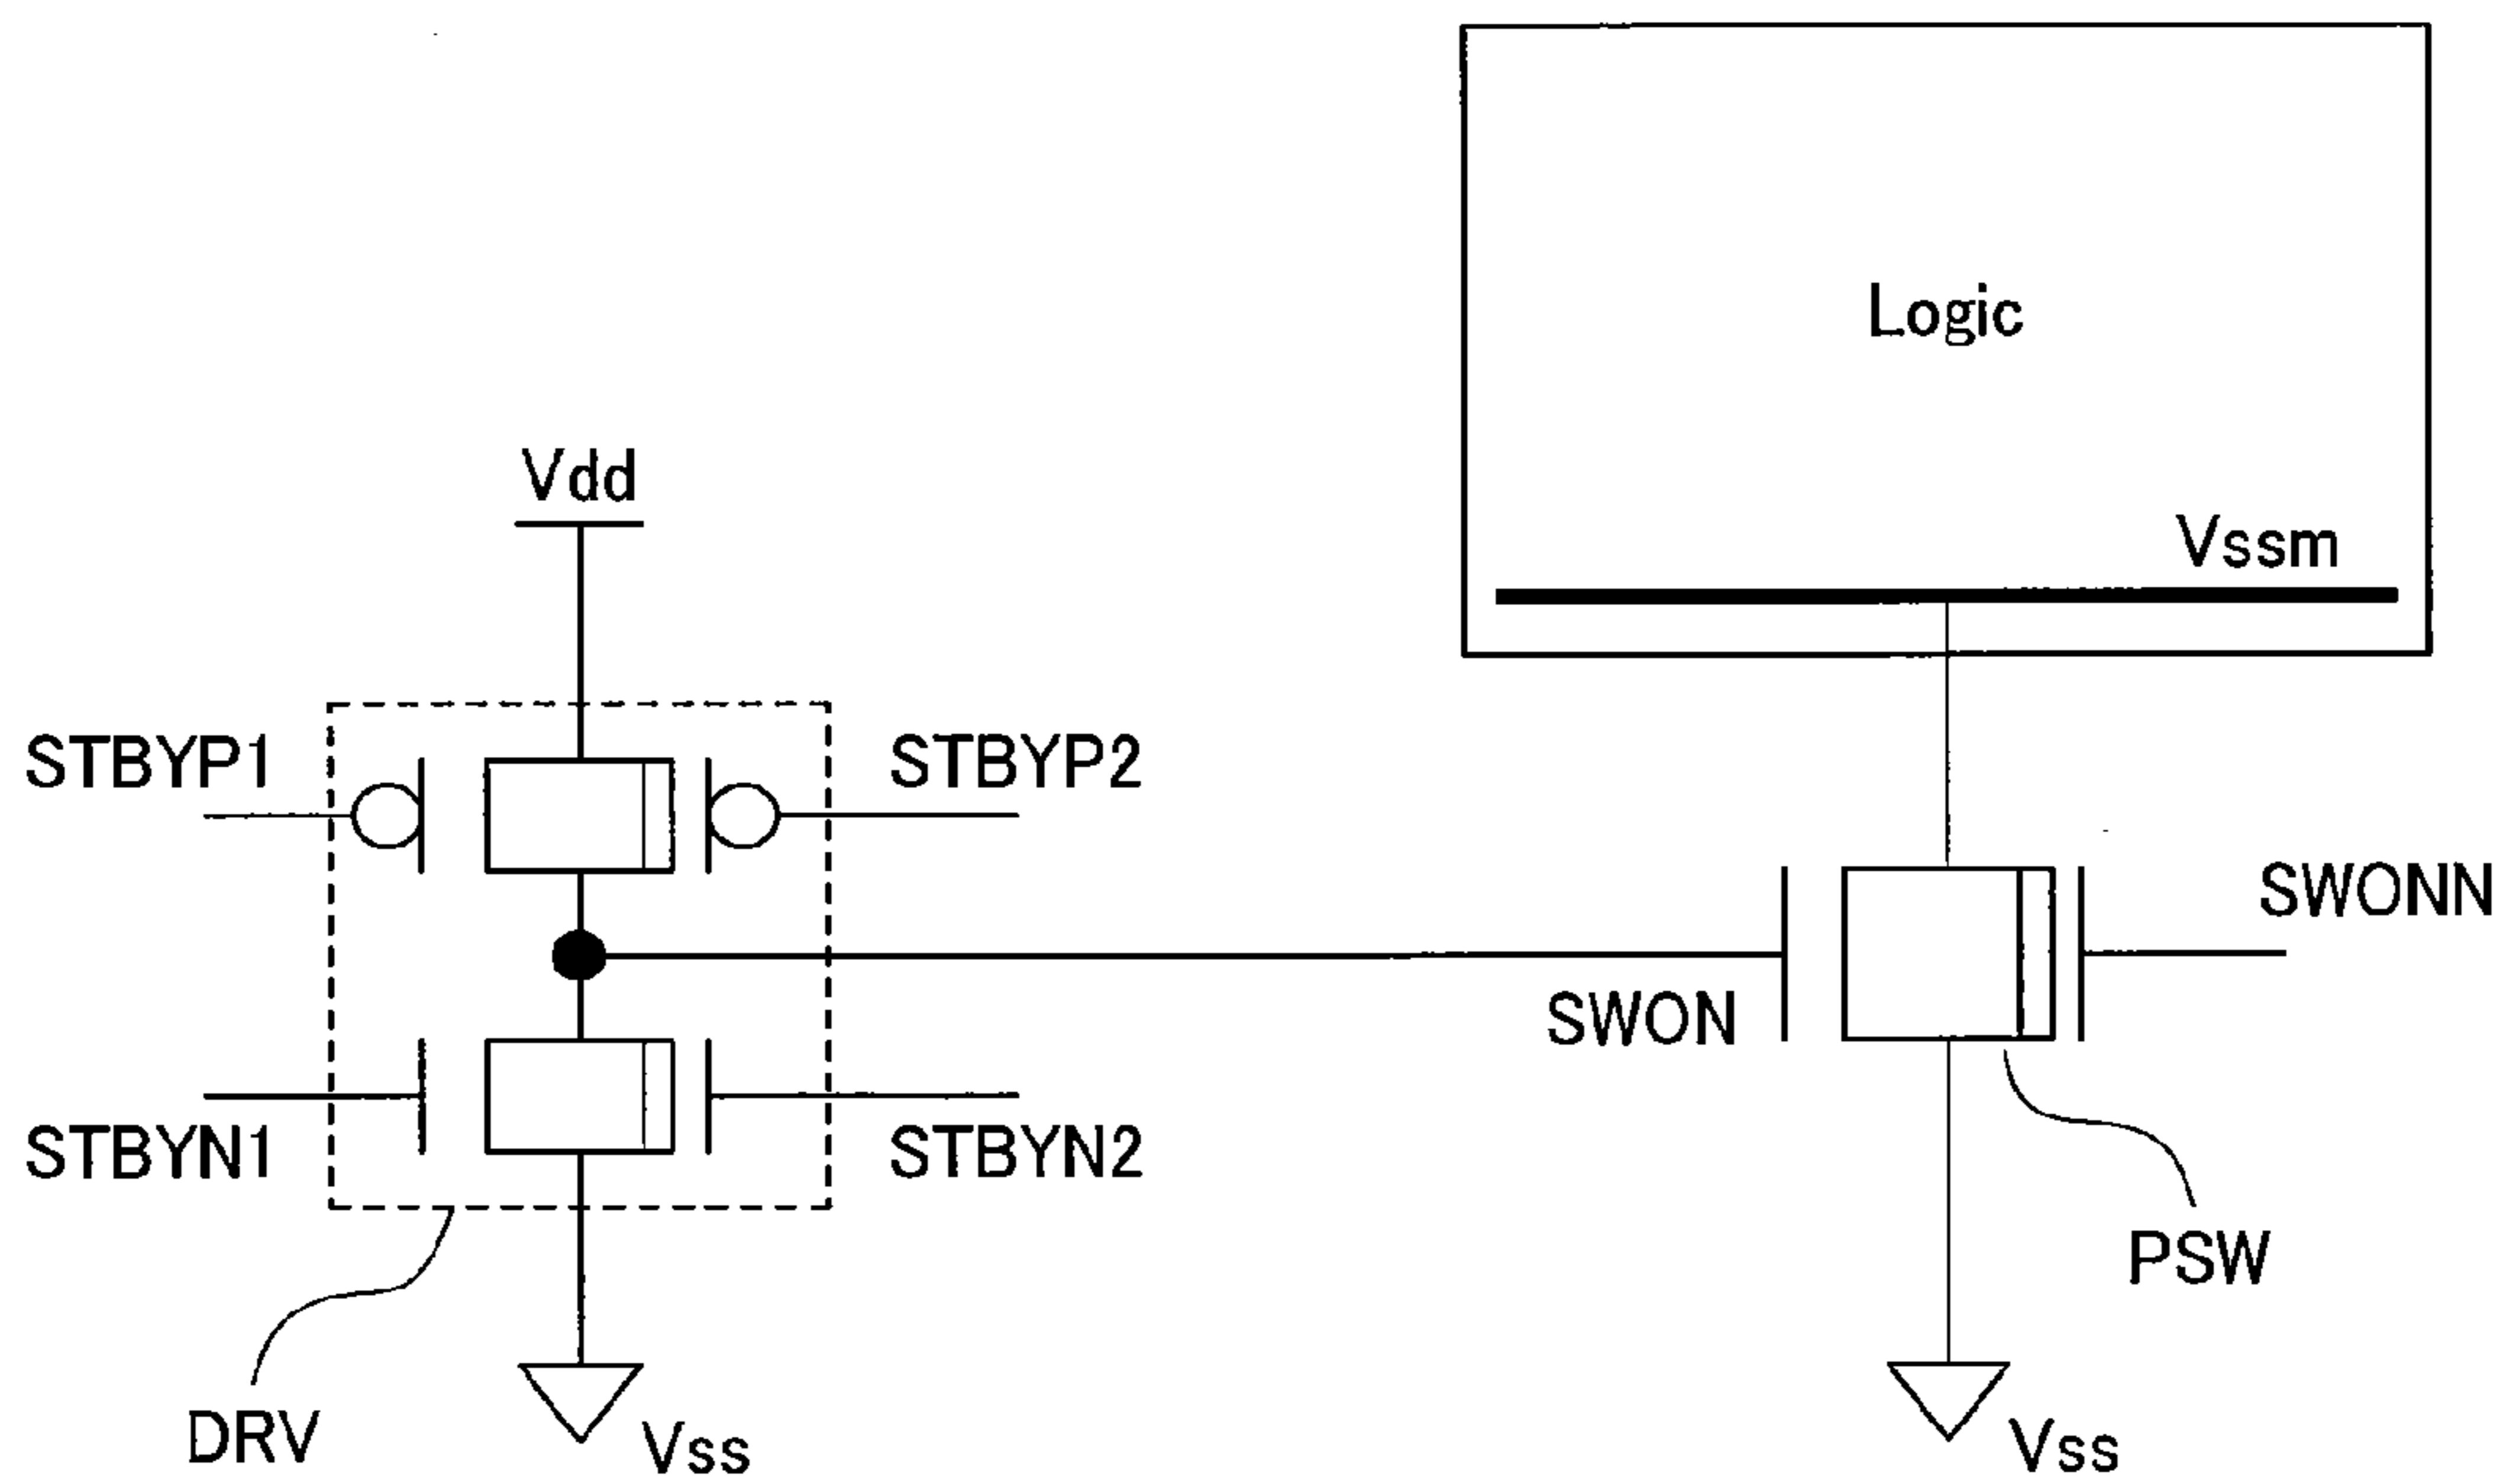 Logic
Vdd
Vssm
STBYP1
STBYP2
SWONN
SWON
STBYN1
STBYN2
PSW
DRV
Vss
Vss